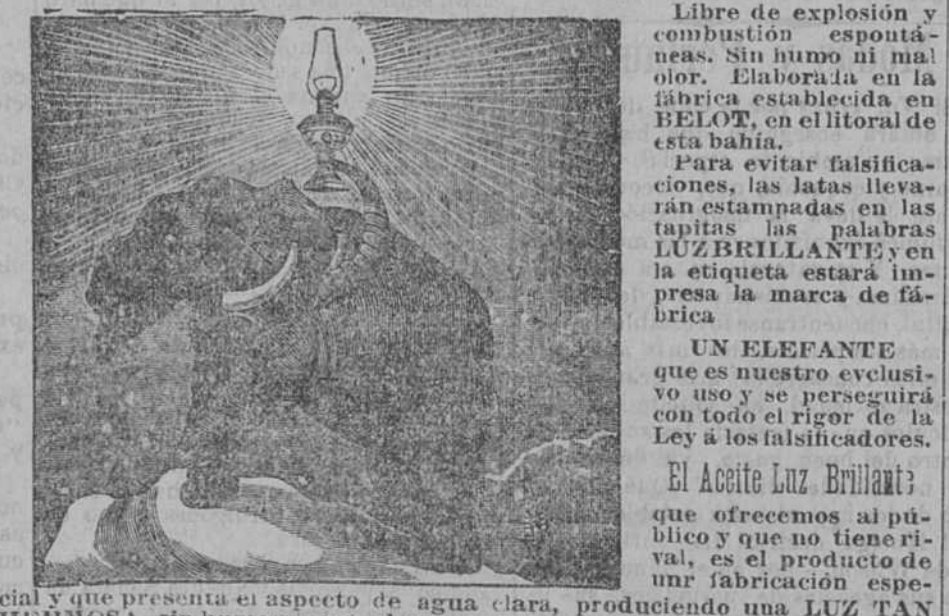 Libre de explosión y
combustión espontá-
neas. Sin humo ni mal
olor. Elaborada en la
fábrica establecida en
BELOT, en el litoral de
esta bahía.
Para evitar falsifica-
ciones, las latas lleva-
rán estampadas en las
tapitas las palabras
LUZ BRILLANTE y en
la etiqueta estará im-
presa la marca de fá-
brica
UN ELEFANTE
que es nuestro evclusi-
vo uso y se perseguirá
con todo el rigor de la
Ley á los falsificadores.
El Aceite Luz Brillante
que ofrecemos al pú-
blico y que no tiene ri-
val, es el producto de
unr fabricación espe-
cial y que presenta el aspecto de agua clara, produciendo una LUZ TAN